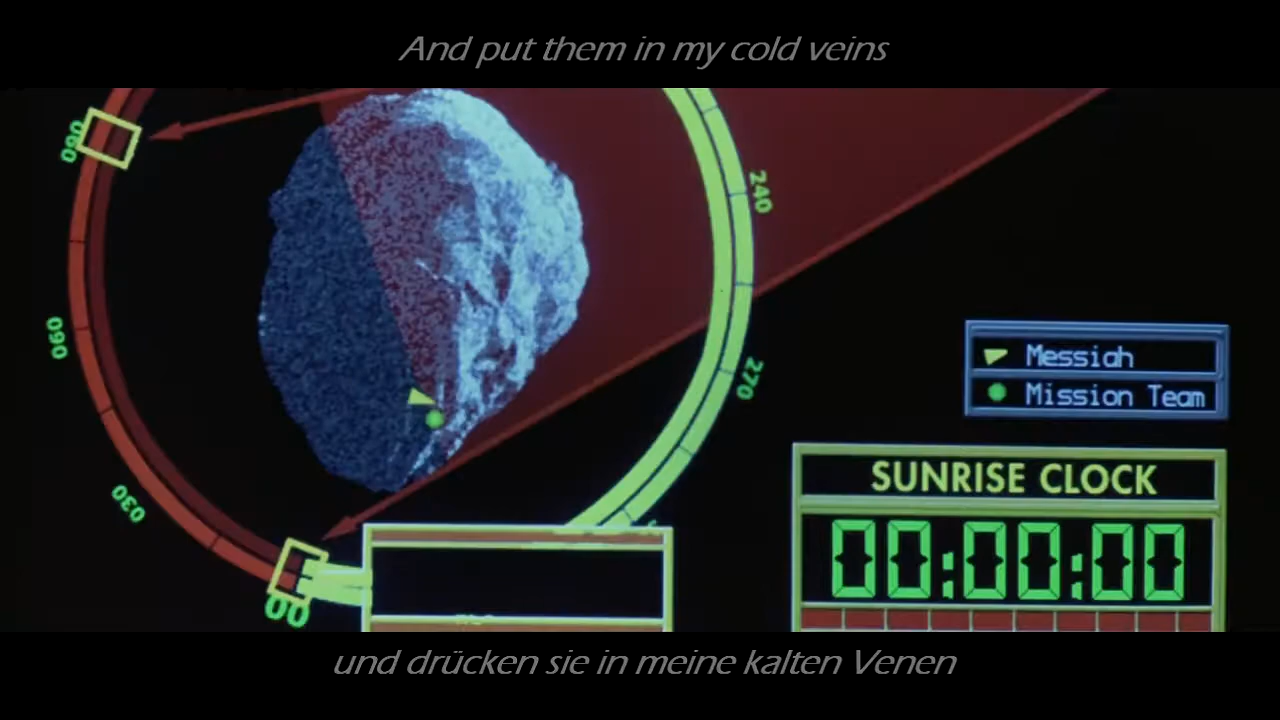 And put them in my cold veins
060
240
Messiah
090
270
Mission Team
SUNRISE CLOCK
030
00:00:00
00
und drücken sie in meine kalten Venen